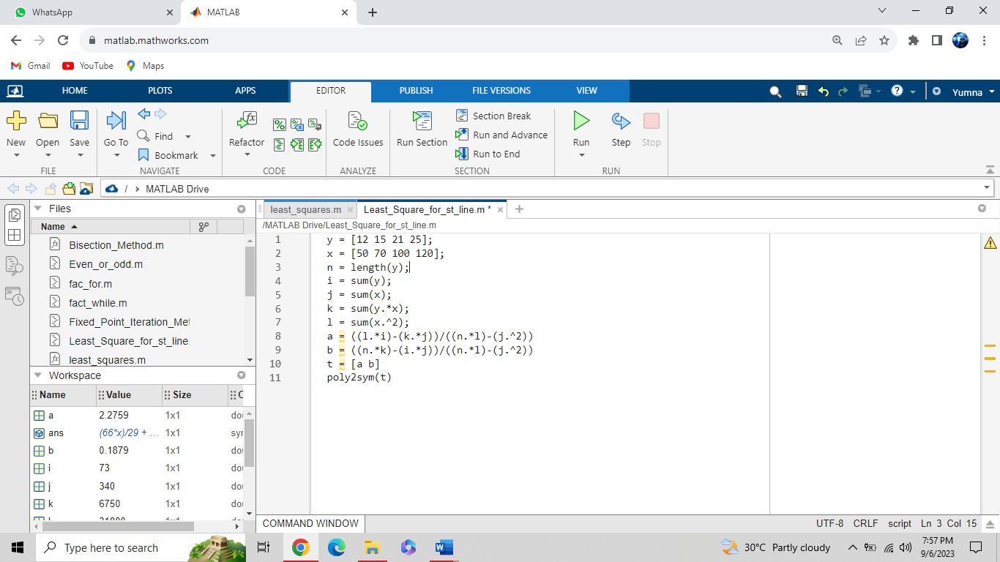 WhatsApp
MATLAB
matlab.mathworks.com
Gmail YouTube Maps
HOME PLOTS APPS EDITOR PUBLISH FILE VERSIONS VIEW Yumna
New Open Save Go To Find Bookmark Refactor Code Issues Run Section Section Break Run and Advance Run to End Run Step Stop
FILE NAVIGATE CODE ANALYZE SECTION RUN
/ › MATLAB Drive
Files
Name
Bisection_Method.m
Even_or_odd.m
fac_for.m
fact_while.m
Fixed_Point_Iteration_Met
Least_Square_for_st_line.
least_squares.m
Workspace
Name Value Size C
a 2.2759 1x1 dou
ans (66*x)/29 + ... 1x1 syn
b 0.1879 1x1 dou
i 73 1x1 dou
j 340 1x1 dou
k 6750 1x1 dou
least_squares.m Least_Square_for_st_line.m *
/MATLAB Drive/Least_Square_for_st_line.m
1 y = [12 15 21 25];
2 x = [50 70 100 120];
3 n = length(y);
4 i = sum(y);
5 j = sum(x);
6 k = sum(y.*x);
7 l = sum(x.^2);
8 a = ((l.*i)-(k.*j))/((n.*l)-(j.^2))
9 b = ((n.*k)-(i.*j))/((n.*l)-(j.^2))
10 t = [a b]
11 poly2sym(t)
COMMAND WINDOW
UTF-8 CRLF script Ln 3 Col 15
Type here to search
30°C Partly cloudy
7:57 PM
9/6/2023